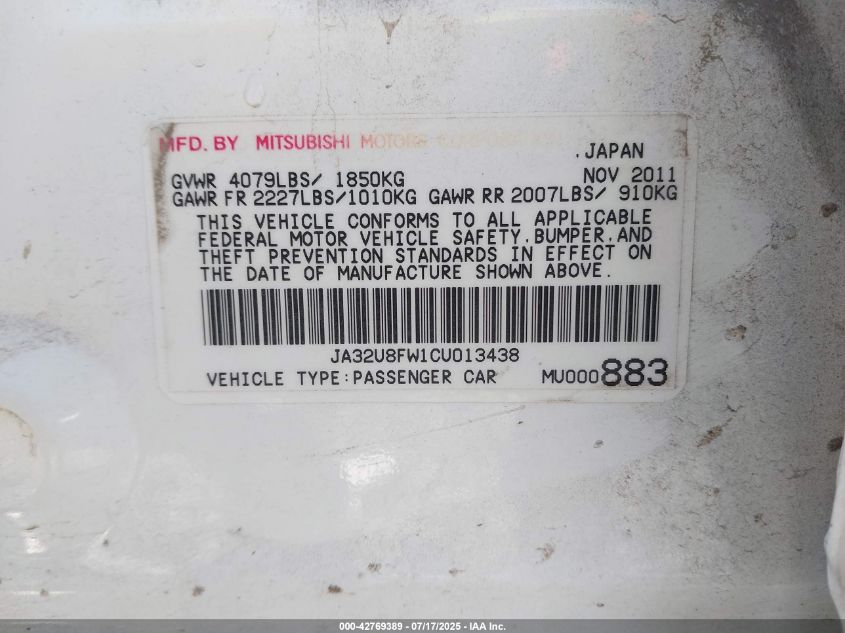 MFD. BY MITSUBISHI MOTORS CORPORATION
.JAPAN
GVWR 4079LBS/ 1850KG NOV 2011
GAWR FR 2227LBS/1010KG GAWR RR 2007LBS/ 910KG
THIS VEHICLE CONFORMS TO ALL APPLICABLE
FEDERAL MOTOR VEHICLE SAFETY,BUMPER,AND
THEFT PREVENTION STANDARDS IN EFFECT ON
THE DATE OF MANUFACTURE SHOWN ABOVE.
JA32U8FW1CU013438
VEHICLE TYPE:PASSENGER CAR MU000883
000-42769389 - 07/17/2025 - IAA Inc.